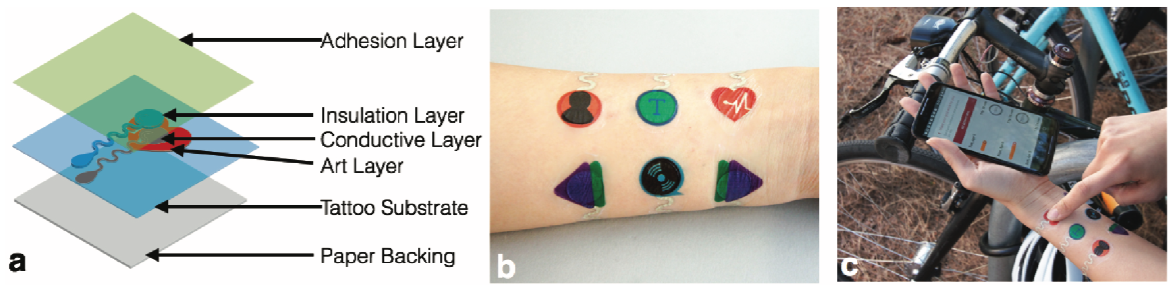 Adhesion Layer
Insulation Layer
Conductive Layer
Art Layer
Tattoo Substrate
Paper Backing
a
b
T
c